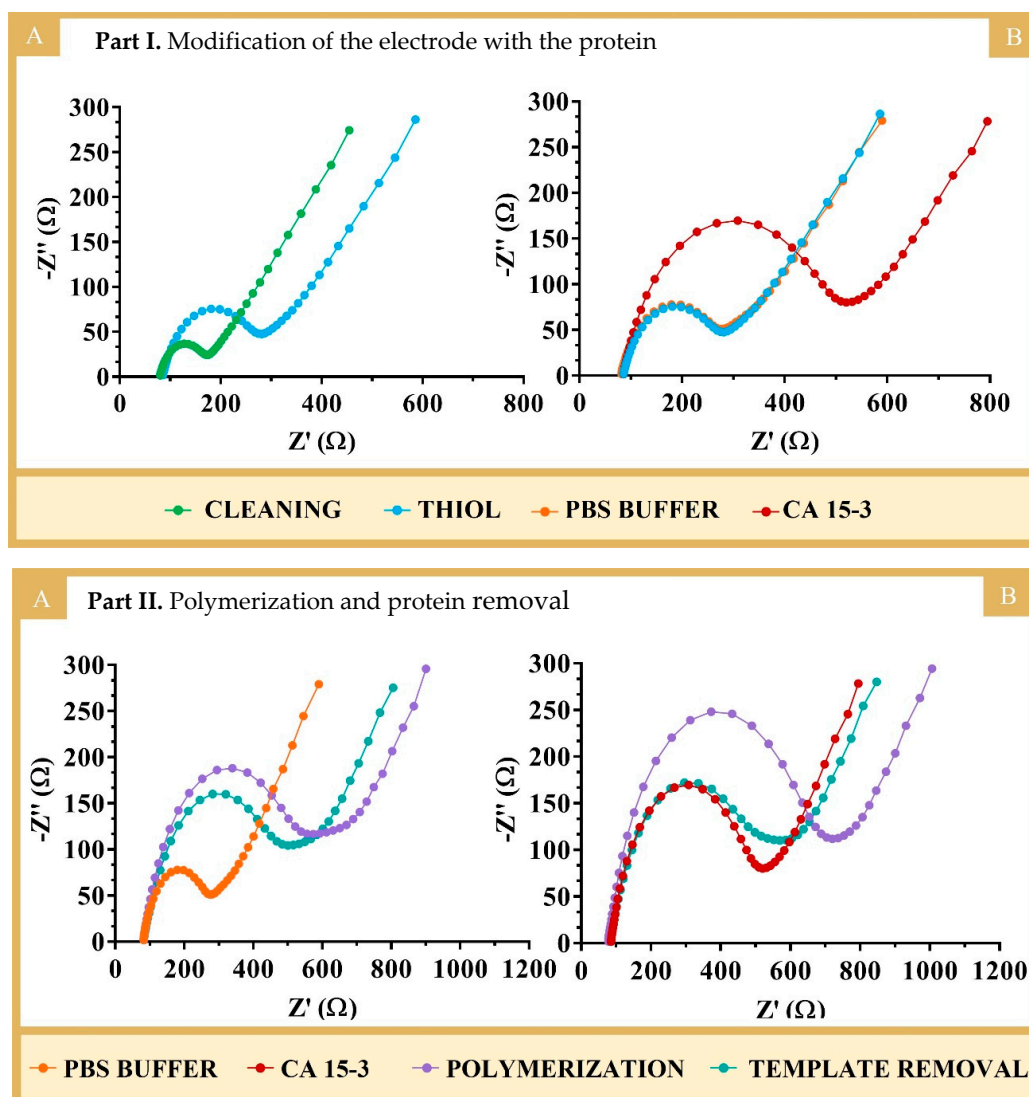 A
Part I. Modification of the electrode with the protein
B
300
250
200
150
100
50
0
-Z'' (Ω)
0 200 400 600 800
Z' (Ω)
300
250
200
150
100
50
0
-Z'' (Ω)
0 200 400 600 800
Z' (Ω)
CLEANING THIOL PBS BUFFER CA 15-3
A
Part II. Polymerization and protein removal
B
300
250
200
150
100
50
0
-Z'' (Ω)
0 200 400 600 800 1000 1200
Z' (Ω)
300
250
200
150
100
50
0
-Z'' (Ω)
0 200 400 600 800 1000 1200
Z' (Ω)
PBS BUFFER CA 15-3 POLYMERIZATION TEMPLATE REMOVAL